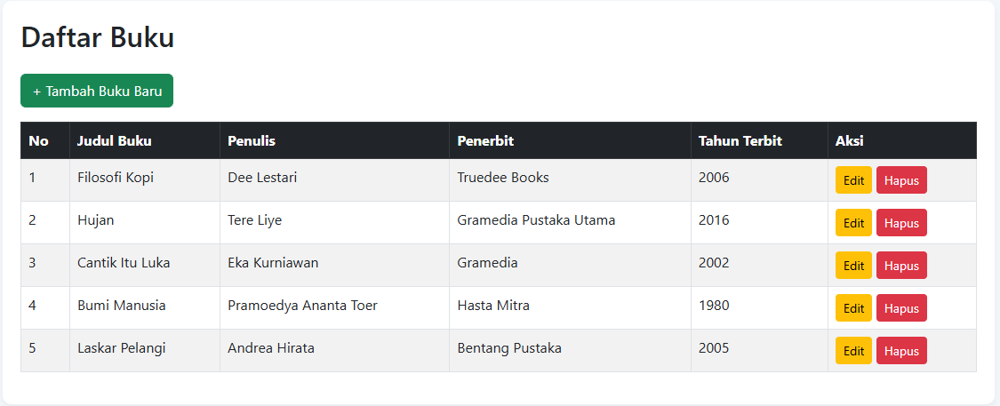 Daftar Buku
+ Tambah Buku Baru
No Judul Buku Penulis Penerbit Tahun Terbit Aksi
1 Filosofi Kopi Dee Lestari Truedee Books 2006 Edit Hapus
2 Hujan Tere Liye Gramedia Pustaka Utama 2016 Edit Hapus
3 Cantik Itu Luka Eka Kurniawan Gramedia 2002 Edit Hapus
4 Bumi Manusia Pramoedya Ananta Toer Hasta Mitra 1980 Edit Hapus
5 Laskar Pelangi Andrea Hirata Bentang Pustaka 2005 Edit Hapus